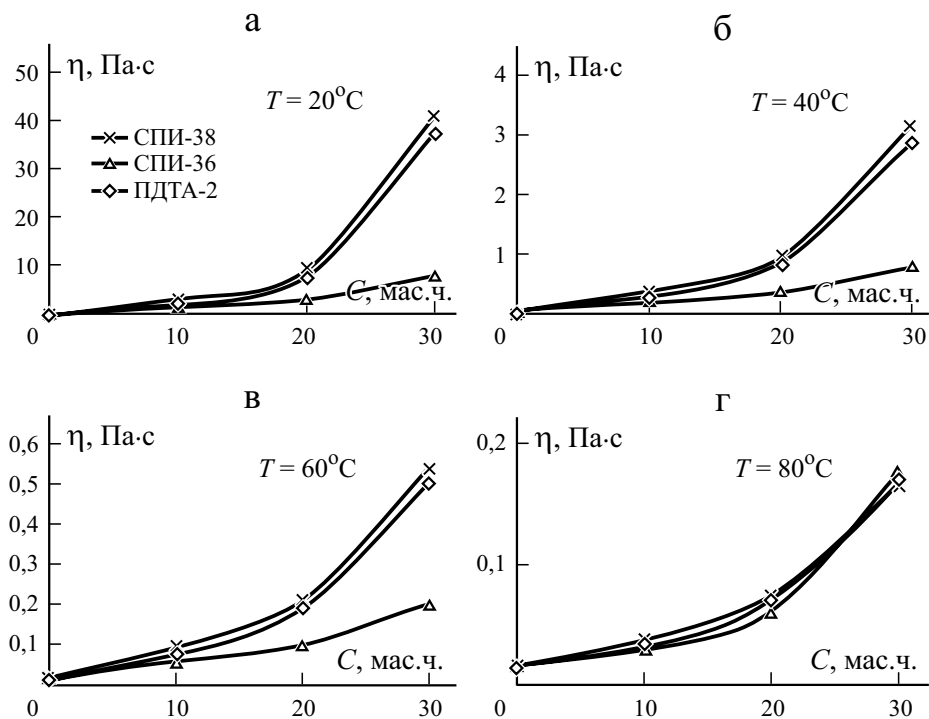 а
η, Па·с
T = 20°C
50
40
30
20
10
0
СПИ-38
СПИ-36
ПДТА-2
C, мас.ч.
10 20 30
б
η, Па·с
T = 40°C
4
3
2
1
0
C, мас.ч.
10 20 30
в
η, Па·с
T = 60°C
0,6
0,5
0,4
0,3
0,2
0,1
0
C, мас.ч.
10 20 30
г
η, Па·с
T = 80°C
0,2
0,1
0
C, мас.ч.
10 20 30